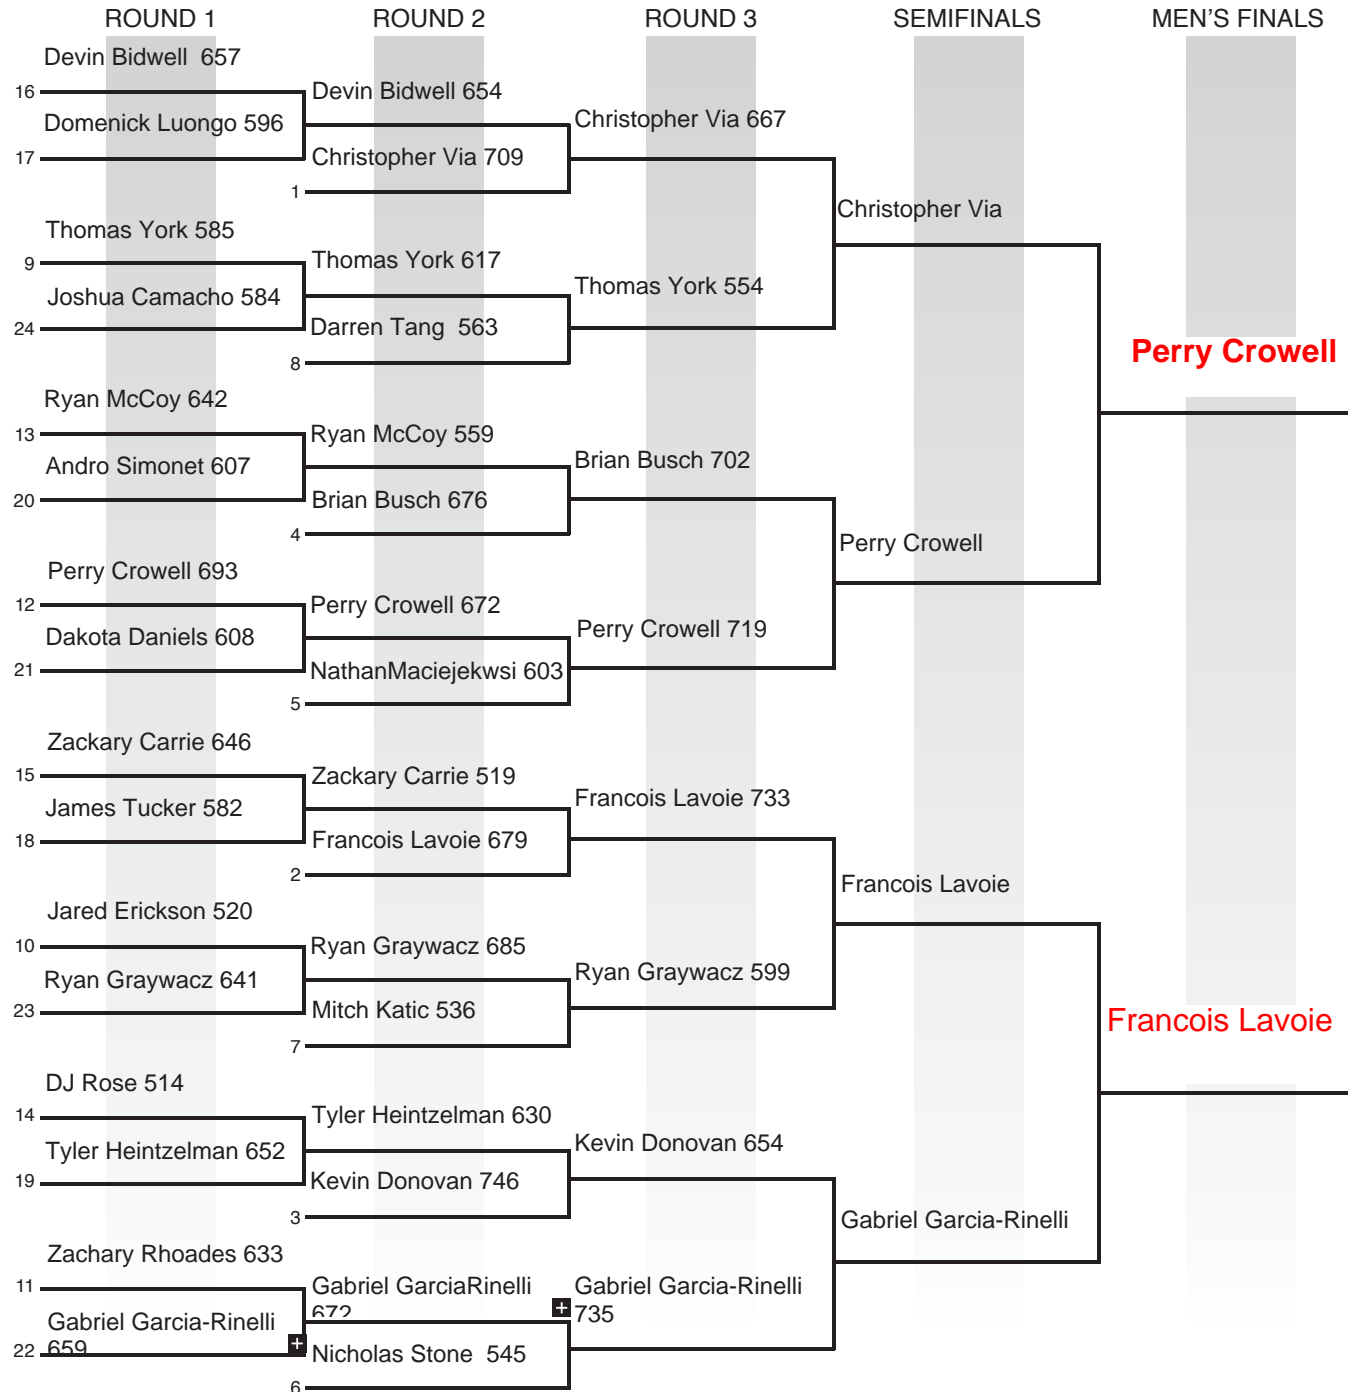 ROUND 1
ROUND 2
ROUND 3
SEMIFINALS
MEN'S FINALS
Devin Bidwell  657
16
Domenick Luongo 596
17
Thomas York 585
9
Joshua Camacho 584
24
Ryan McCoy 642
13
Andro Simonet 607
20
Perry Crowell 693
12
Dakota Daniels 608
21
Zackary Carrie 646
15
James Tucker 582
18
Jared Erickson 520
10
Ryan Graywacz 641
23
DJ Rose 514
14
Tyler Heintzelman 652
19
Zachary Rhoades 633
11
Gabriel Garcia-Rinelli
659
22
Devin Bidwell 654
Christopher Via 709
1
Thomas York 617
Darren Tang  563
8
Ryan McCoy 559
Brian Busch 676
4
Perry Crowell 672
NathanMaciejekwsi 603
5
Zackary Carrie 519
Francois Lavoie 679
2
Ryan Graywacz 685
Mitch Katic 536
7
Tyler Heintzelman 630
Kevin Donovan 746
3
Gabriel GarciaRinelli
672
Nicholas Stone  545
6
Christopher Via 667
Thomas York 554
Brian Busch 702
Perry Crowell 719
Francois Lavoie 733
Ryan Graywacz 599
Kevin Donovan 654
Gabriel Garcia-Rinelli
735
Christopher Via
Perry Crowell
Francois Lavoie
Gabriel Garcia-Rinelli
Perry Crowell
Francois Lavoie